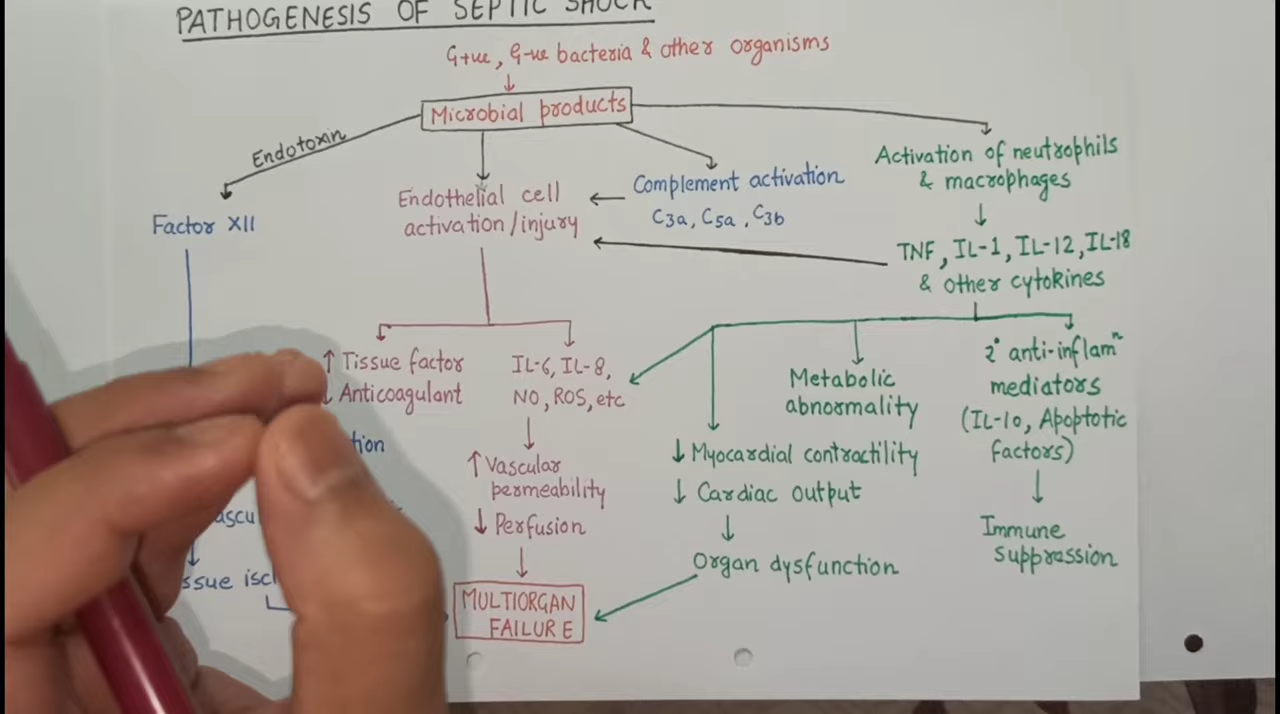 PATHOGENESIS OF SEPTIC SHOCK
G+ve, G-ve bacteria & other organisms
Microbial products
Endotoxin
Factor XII
Endothelial cell
activation/injury
Complement activation
C3a, C5a, C3b
Activation of neutrophils
& macrophages
TNF, IL-1, IL-12, IL-18
& other cytokines
↑ Tissue factor
↓ Anticoagulant
IL-6, IL-8,
NO, ROS, etc
↑ Vascular
permeability
↓ Perfusion
MULTIORGAN
FAILURE
↓ Myocardial contractility
↓ Cardiac output
Organ dysfunction
Metabolic
abnormality
2° anti-inflamⁿ
mediators
(IL-10, Apoptotic
factors)
Immune
suppression